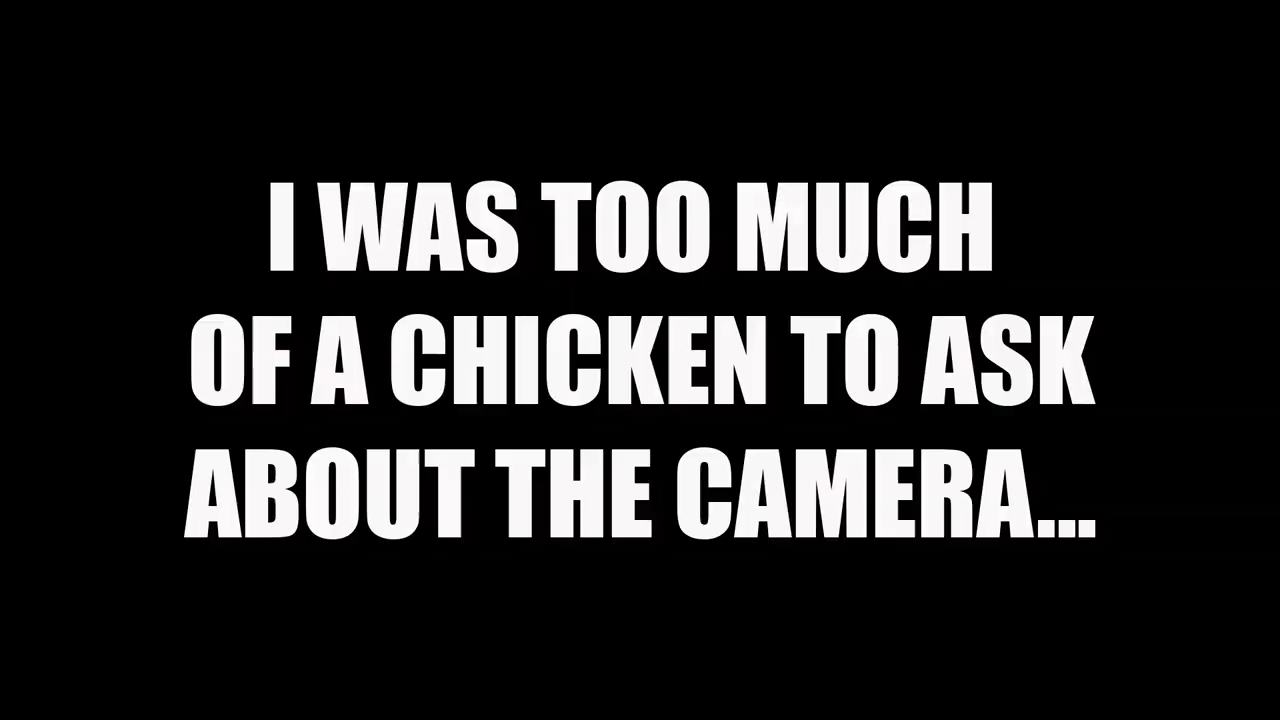 I WAS TOO MUCH
OF A CHICKEN TO ASK
ABOUT THE CAMERA...